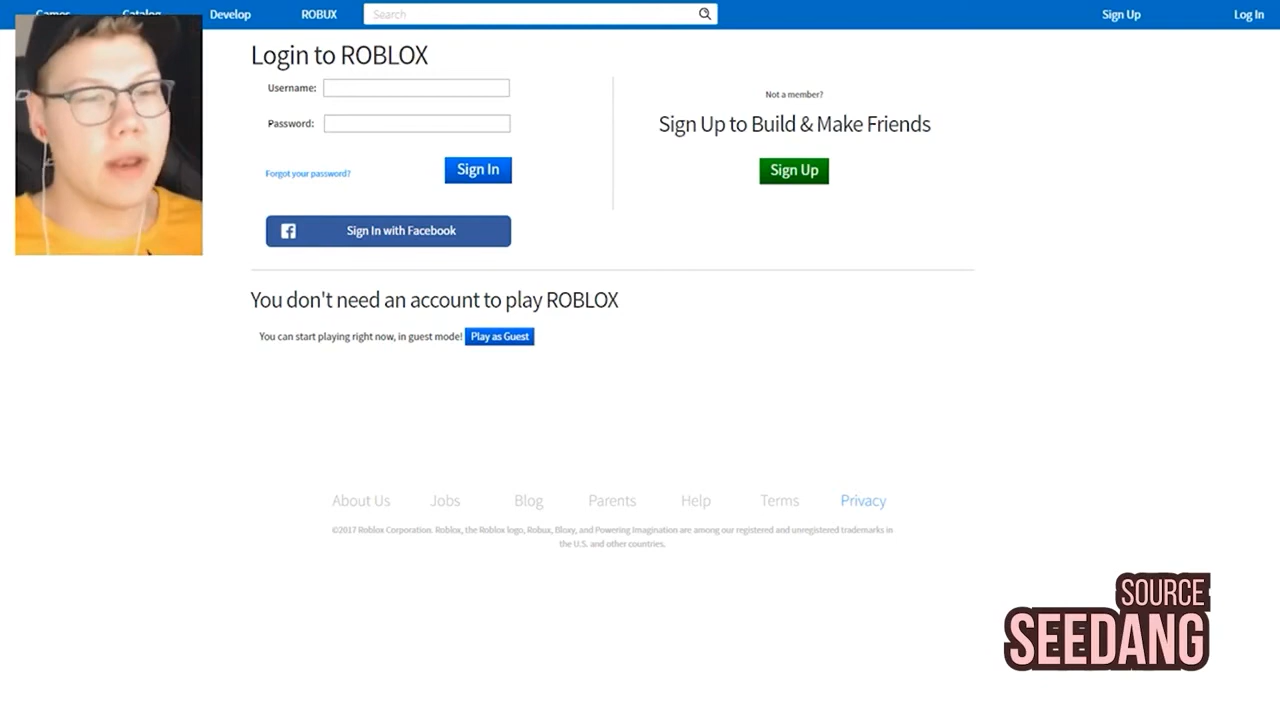 Games Catalog Develop ROBUX Search Sign Up Log In
Login to ROBLOX
Username:
Password:
Forgot your password? Sign In
Sign In with Facebook
Not a member?
Sign Up to Build & Make Friends
Sign Up
You don't need an account to play ROBLOX
You can start playing right now, in guest mode! Play as Guest
About Us Jobs Blog Parents Help Terms Privacy
©2017 Roblox Corporation. Roblox, the Roblox logo, Robux, Bloxy, and Powering Imagination are among our registered and unregistered trademarks in
the U.S. and other countries.
SOURCE
SEEDANG